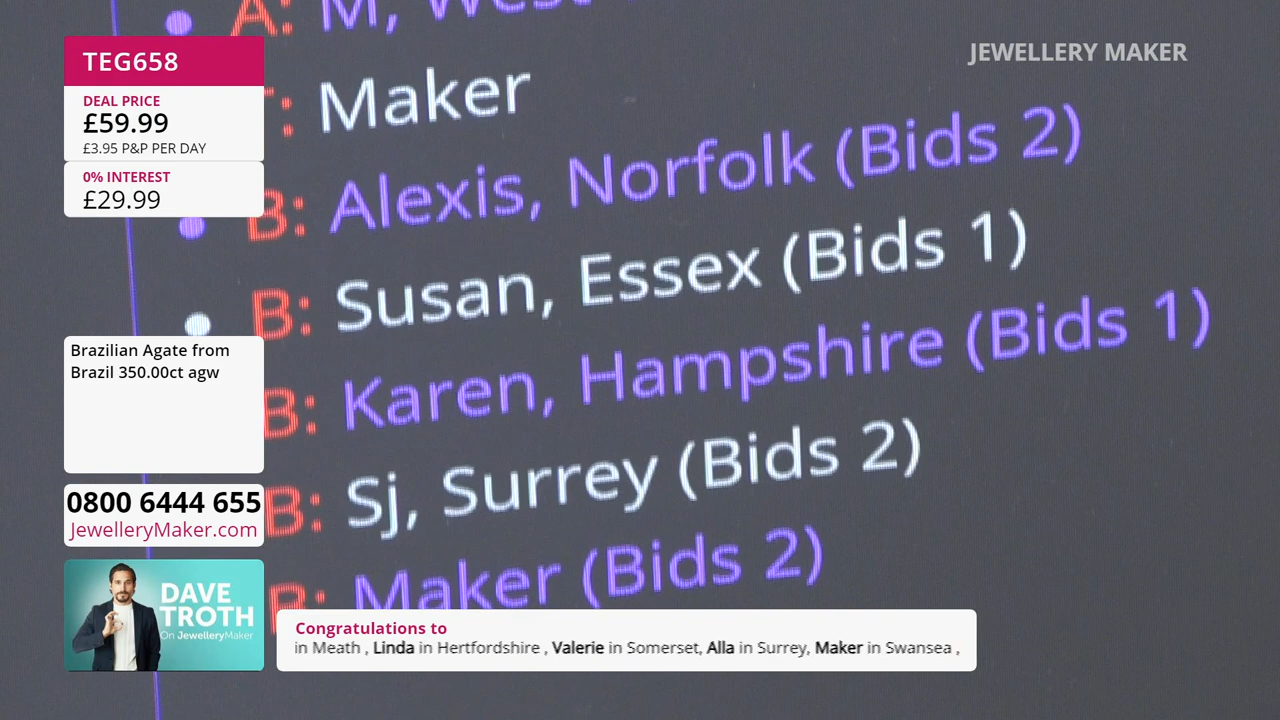 TEG658
DEAL PRICE
£59.99
£3.95 P&P PER DAY
0% INTEREST
£29.99
Brazilian Agate from
Brazil 350.00ct agw
0800 6444 655
JewelleryMaker.com
DAVE
TROTH
On JewelleryMaker
JEWELLERY MAKER
A: M, West
: Maker
B: Alexis, Norfolk (Bids 2)
B: Susan, Essex (Bids 1)
B: Karen, Hampshire (Bids 1)
B: Sj, Surrey (Bids 2)
B: Maker (Bids 2)
Congratulations to
in Meath , Linda in Hertfordshire , Valerie in Somerset, Alla in Surrey, Maker in Swansea ,